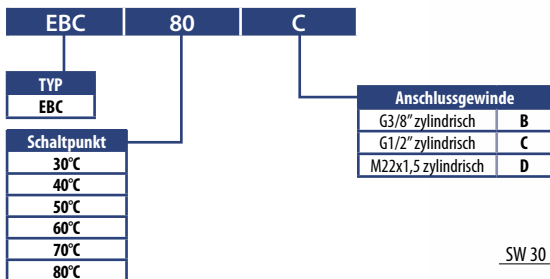 EBC 80 C
TYP
EBC
Schaltpunkt
30°C
40°C
50°C
60°C
70°C
80°C
Anschlussgewinde
G3/8” zylindrisch B
G1/2” zylindrisch C
M22x1,5 zylindrisch D
SW 30